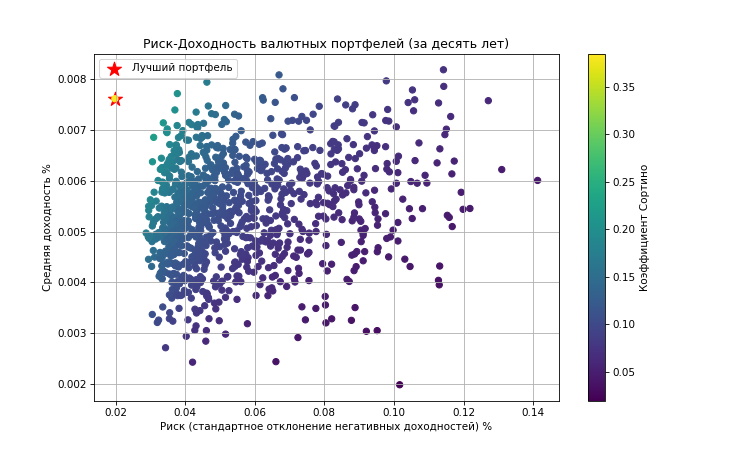 Риск-Доходность валютных портфелей (за десять лет)
Лучший портфель
Средняя доходность %
0.008
0.007
0.006
0.005
0.004
0.003
0.002
0.02 0.04 0.06 0.08 0.10 0.12 0.14
Риск (стандартное отклонение негативных доходностей) %
0.35
0.30
0.25
0.20
0.15
0.10
0.05
Коэффициент Сортино